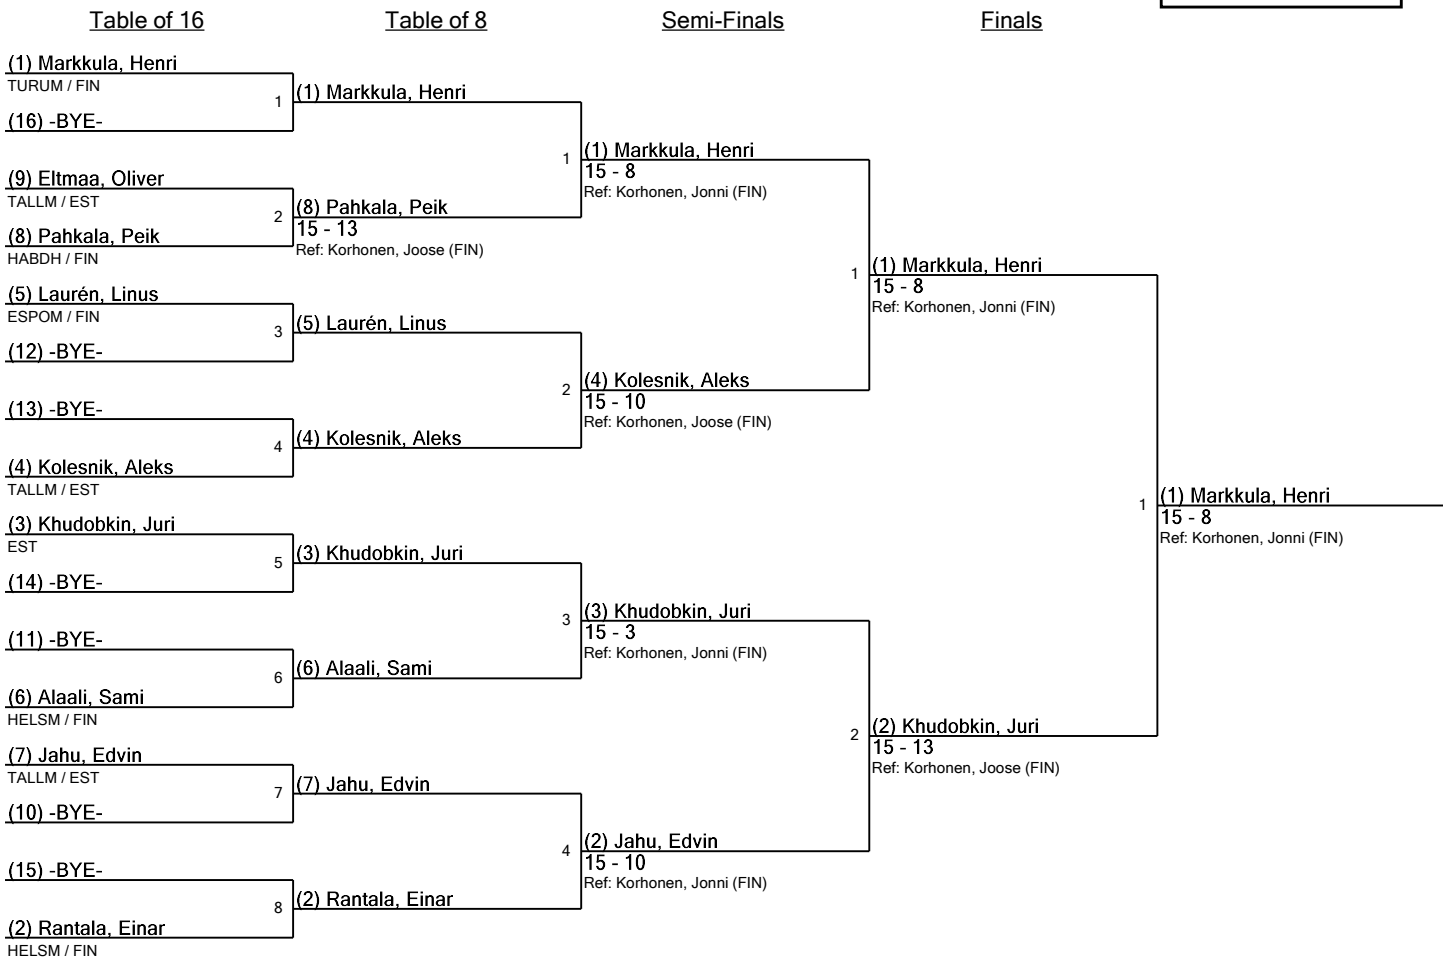 Table of 16
Table of 8
Semi-Finals
Finals
(1) Markkula, Henri
TURUM / FIN
1
(16) -BYE-
(9) Eltmaa, Oliver
TALLM / EST
2
(8) Pahkala, Peik
HABDH / FIN
(5) Laurén, Linus
ESPOM / FIN
3
(12) -BYE-
(13) -BYE-
4
(4) Kolesnik, Aleks
TALLM / EST
(3) Khudobkin, Juri
EST
5
(14) -BYE-
(11) -BYE-
6
(6) Alaali, Sami
HELSM / FIN
(7) Jahu, Edvin
TALLM / EST
7
(10) -BYE-
(15) -BYE-
8
(2) Rantala, Einar
HELSM / FIN
(1) Markkula, Henri
1
(8) Pahkala, Peik
15 - 13
Ref: Korhonen, Joose (FIN)
(5) Laurén, Linus
2
(4) Kolesnik, Aleks
(3) Khudobkin, Juri
3
(6) Alaali, Sami
(7) Jahu, Edvin
4
(2) Rantala, Einar
(1) Markkula, Henri
15 - 8
Ref: Korhonen, Jonni (FIN)
1
(4) Kolesnik, Aleks
15 - 10
Ref: Korhonen, Joose (FIN)
(3) Khudobkin, Juri
15 - 3
Ref: Korhonen, Jonni (FIN)
2
(2) Jahu, Edvin
15 - 10
Ref: Korhonen, Jonni (FIN)
(1) Markkula, Henri
15 - 8
Ref: Korhonen, Jonni (FIN)
1
(2) Khudobkin, Juri
15 - 13
Ref: Korhonen, Joose (FIN)
(1) Markkula, Henri
15 - 8
Ref: Korhonen, Jonni (FIN)